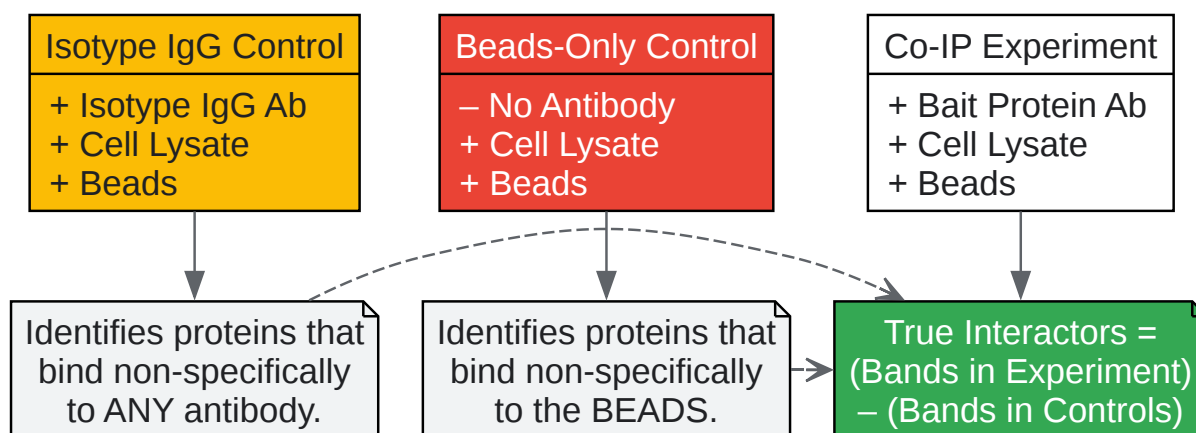 Isotype IgG Control
+ Isotype IgG Ab
+ Cell Lysate
+ Beads
Beads-Only Control
– No Antibody
+ Cell Lysate
+ Beads
Co-IP Experiment
+ Bait Protein Ab
+ Cell Lysate
+ Beads
Identifies proteins that
bind non-specifically
to ANY antibody.
Identifies proteins that
bind non-specifically
to the BEADS.
True Interactors =
(Bands in Experiment)
– (Bands in Controls)